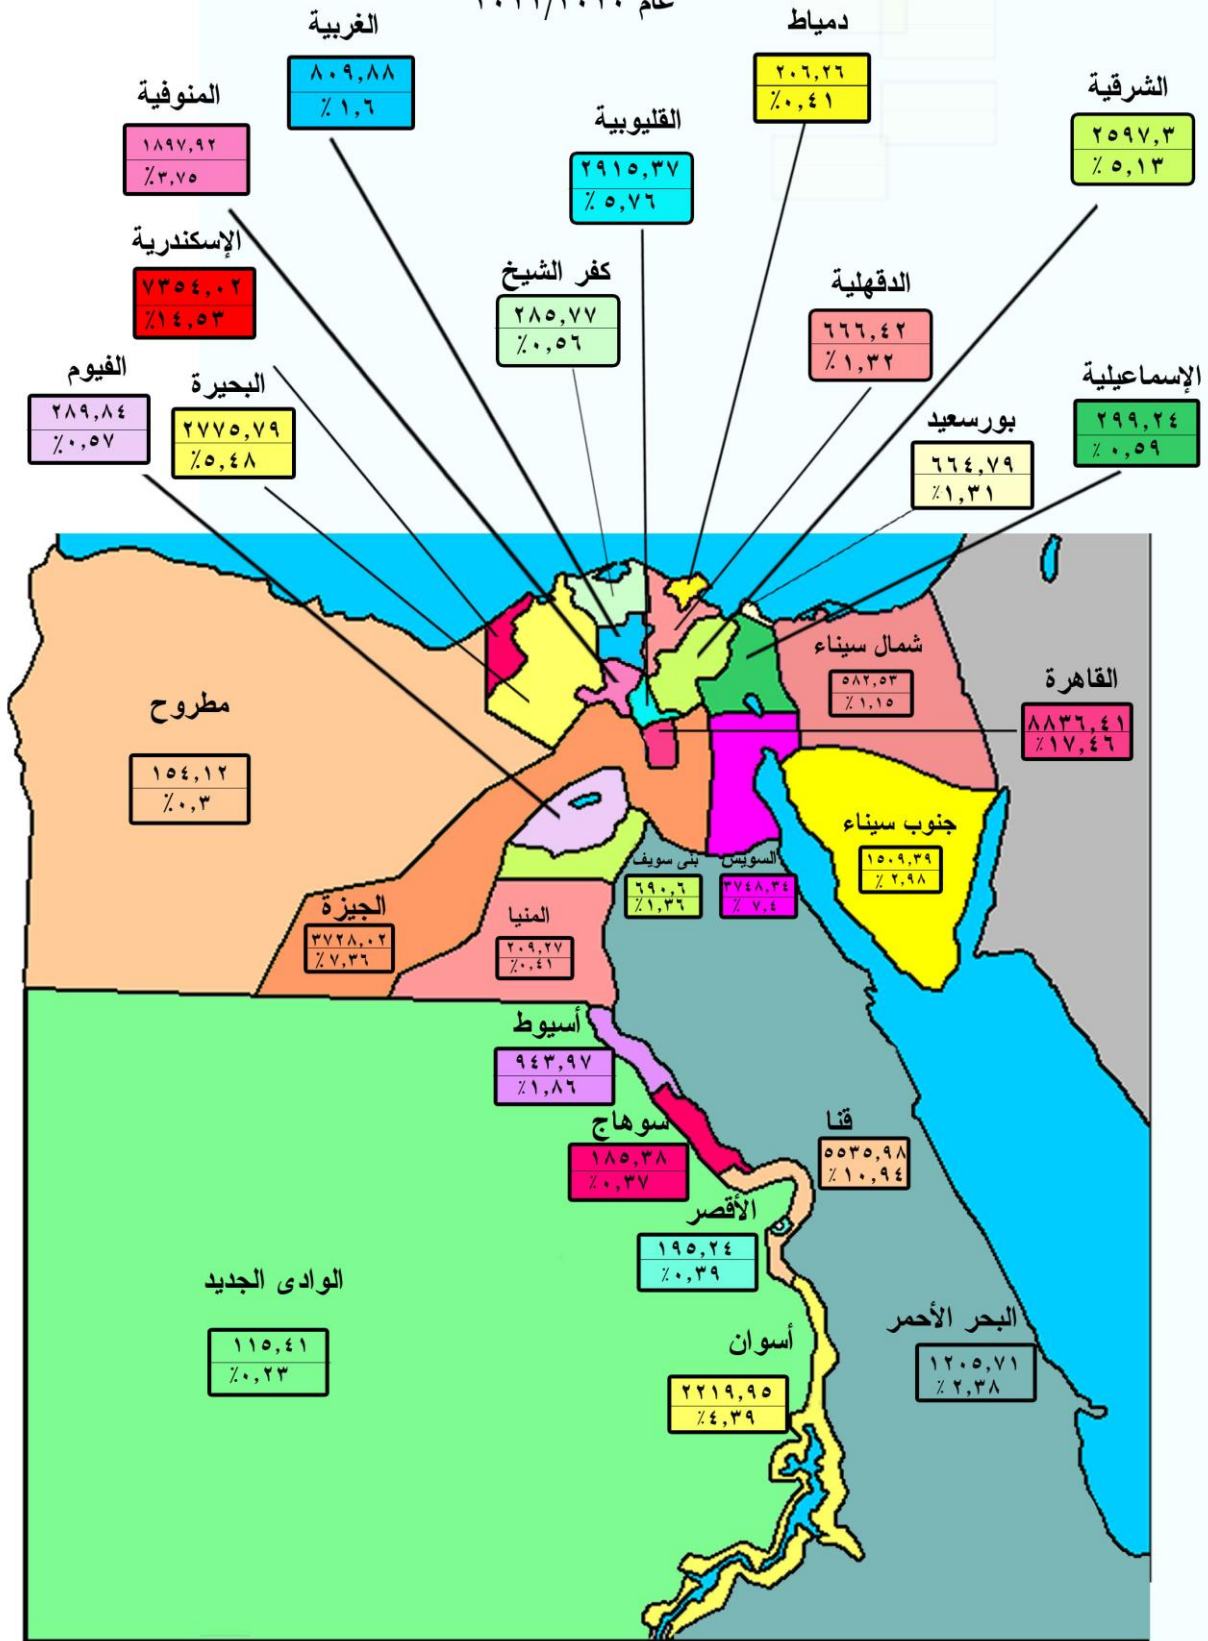 عام ٢٠١١/٢٠١٠
الغربية
٨٠٩,٨٨
٪ ١,٦
دمياط
٢٠٦,٢٦
٪٠,٤١
المنوفية
١٨٩٧,٩٢
٪٣,٧٥
القليوبية
٢٩١٥,٣٧
٪ ٥,٧٦
الشرقية
٢٥٩٧,٣
٪ ٥,١٣
الإسكندرية
٧٣٥٤,٠٢
٪١٤,٥٣
كفر الشيخ
٢٨٥,٧٧
٪٠,٥٦
الدقهلية
٦٦٦,٤٢
٪ ١,٣٢
الفيوم
٢٨٩,٨٤
٪٠,٥٧
البحيرة
٢٧٧٥,٧٩
٪٥,٤٨
بورسعيد
٦٦٤,٧٩
٪١,٣١
الإسماعيلية
٢٩٩,٢٤
٪ ٠,٥٩
شمال سيناء
٥٨٢,٥٣
٪ ١,١٥
القاهرة
٨٨٣٦,٤١
٪١٧,٤٦
مطروح
١٥٤,١٢
٪٠,٣
جنوب سيناء
١٥٠٩,٣٩
٪ ٢,٩٨
السويس
٣٧٤٨,٣٤
٪ ٧,٤
بنى سويف
٦٩٠,٦
٪١,٣٦
الجيزة
٣٧٢٨,٠٢
٪ ٧,٣٦
المنيا
٢٠٩,٢٧
٪٠,٤١
أسيوط
٩٤٣,٩٧
٪ ١,٨٦
سوهاج
١٨٥,٣٨
٪ ٠,٣٧
قنا
٥٥٣٥,٩٨
٪ ١٠,٩٤
الأقصر
١٩٥,٢٤
٪ ٠,٣٩
الوادى الجديد
١١٥,٤١
٪٠,٢٣
أسوان
٢٢١٩,٩٥
٪٤,٣٩
البحر الأحمر
١٢٠٥,٧١
٪ ٢,٣٨